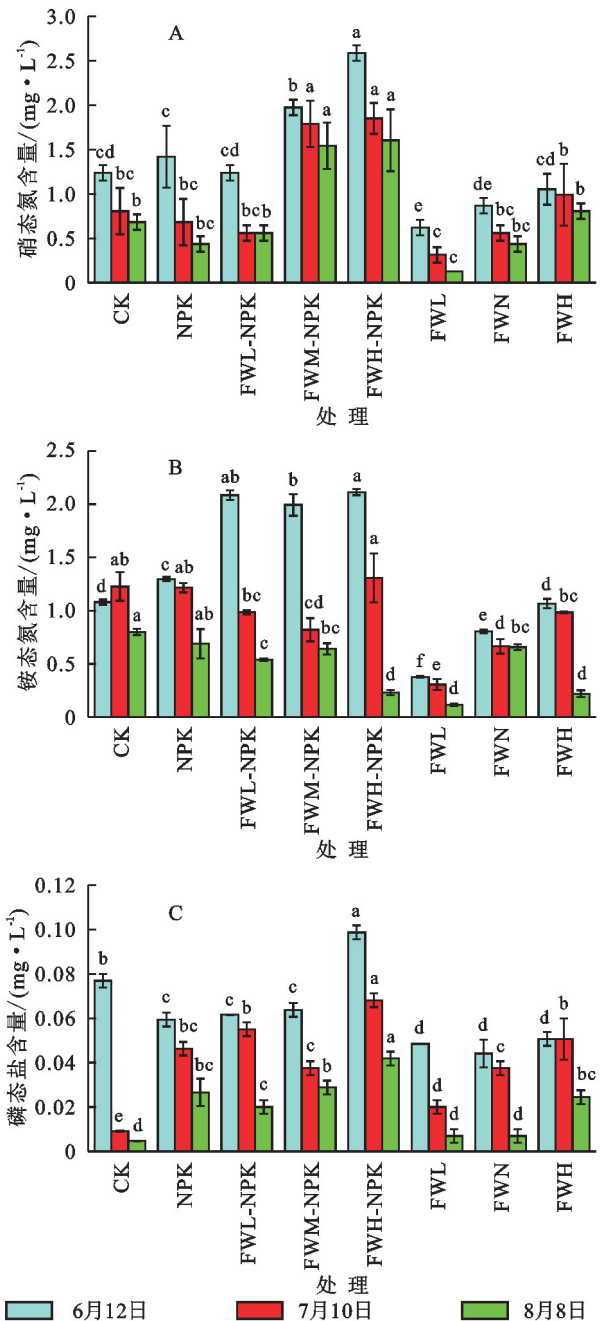 A
硝态氮含量/(mg·L⁻¹)
3.0
2.5
2.0
1.5
1.0
0.5
0
cd bc b
c bc bc
cd bc b
b a a
a a a
e c c
de bc bc
cd b b
CK NPK FWL-NPK FWM-NPK FWH-NPK FWL FWN FWH
处 理
B
铵态氮含量/(mg·L⁻¹)
2.5
2.0
1.5
1.0
0.5
0
d ab a
c ab ab
ab bc c
b cd bc
a a d
f e d
e d bc
d bc d
CK NPK FWL-NPK FWM-NPK FWH-NPK FWL FWN FWH
处 理
C
磷态盐含量/(mg·L⁻¹)
0.12
0.10
0.08
0.06
0.04
0.02
0
b e d
c bc bc
c b c
c c b
a a a
d d d
d c d
d b bc
CK NPK FWL-NPK FWM-NPK FWH-NPK FWL FWN FWH
处 理
6月12日 7月10日 8月8日